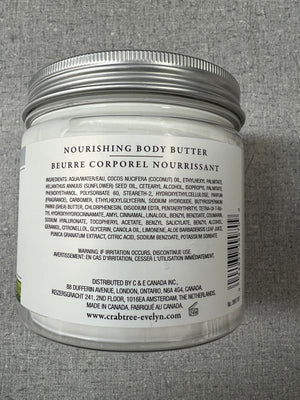 NOURISHING BODY BUTTER
BEURRE CORPOREL NOURRISSANT
INGREDIENTS: AQUA/WATER/EAU, COCOS NUCIFERA (COCONUT) OIL, ETHYLHEXYL PALMITATE,
HELIANTHUS ANNUUS (SUNFLOWER) SEED OIL, CETEARYL ALCOHOL, ISOPROPYL PALMITATE,
PHENOXYETHANOL, POLYSORBATE 60, STEARETH-2, HYDROXYETHYLCELLULOSE, PARFUM
(FRAGRANCE), CARBOMER, ETHYLHEXYLGLYCERIN, SODIUM HYDROXIDE, BUTYROSPERMUM
PARKII (SHEA) BUTTER, CHLORPHENESIN, DISODIUM EDTA, PENTAERYTHRITYL TETRA-DI-T-BU-
TYL HYDROXYHYDROCINNAMATE, AMYL CINNAMAL, LINALOOL, BENZYL BENZOATE, COUMARIN,
CINNAMATE, TOCOPHERYL ACETATE, BENZYL SALICYLATE, BENZYL ALCOHOL,
GERANIOL, CITRONELLOL, GLYCERIN, CANOLA OIL, LIMONENE, ALOE BARBADENSIS LEAF JUICE,
PUNICA GRANATUM EXTRACT, CITRIC ACID, SODIUM BENZOATE, POTASSIUM SORBATE
WARNING: IF IRRITATION OCCURS, DISCONTINUE USE.
AVERTISSEMENT: EN CAS D'IRRITATION, CESSER L'UTILISATION IMMÉDIATEMENT.
DISTRIBUTED BY C & E CANADA INC.,
88 DUFFERIN AVENUE, LONDON, ONTARIO, N6A 4G4, CANADA.
KEIZERSGRACHT 241, 2ND FLOOR, 1016EA AMSTERDAM, THE NETHERLANDS.
MADE IN CANADA. FABRIQUÉ AU CANADA.
www.crabtree-evelyn.com